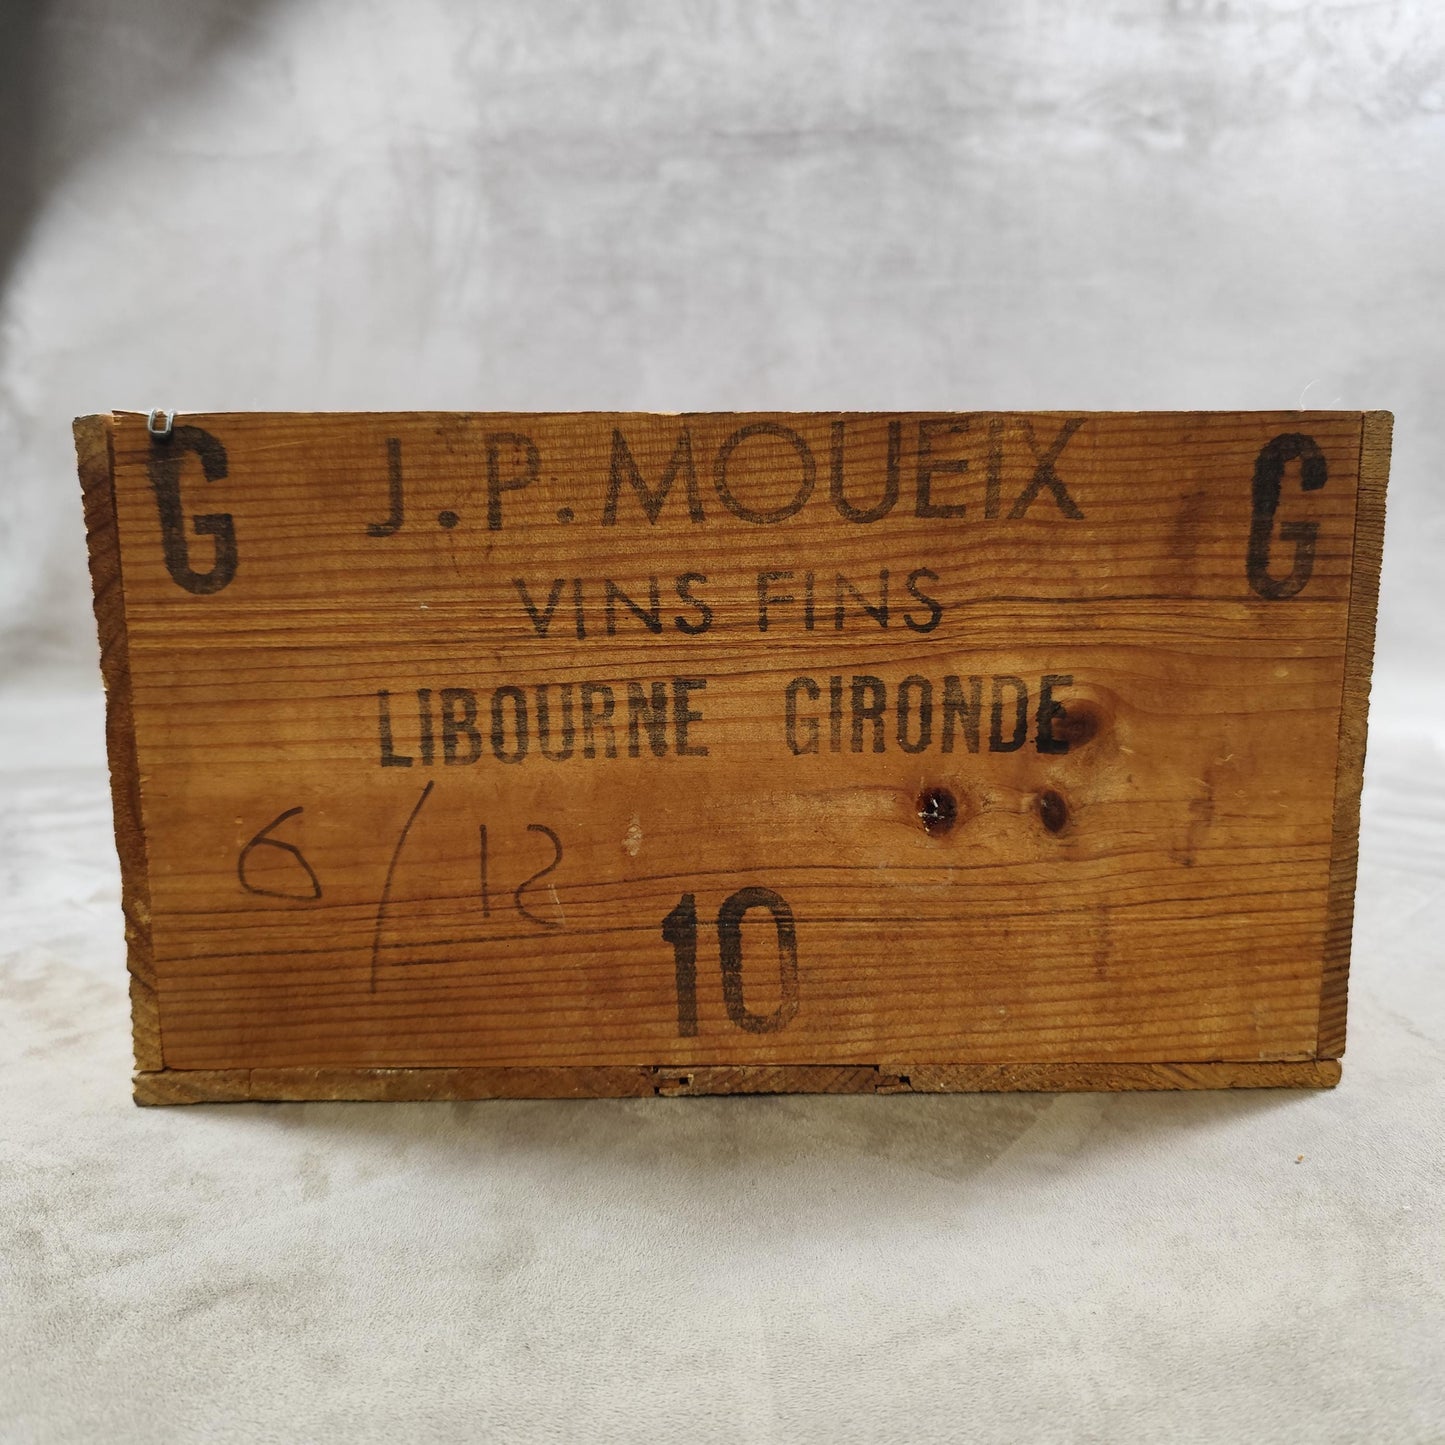 G J.P. MOUEIX G
VINS FINS
LIBOURNE GIRONDE
6/12
10